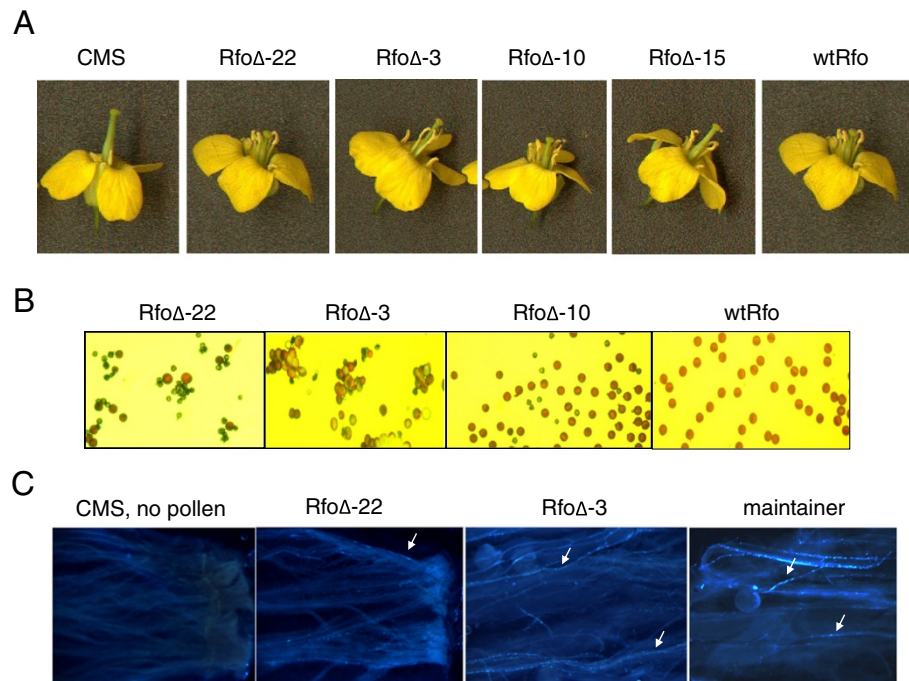 A
CMS RfoΔ-22 RfoΔ-3 RfoΔ-10 RfoΔ-15 wtRfo
B
RfoΔ-22 RfoΔ-3 RfoΔ-10 wtRfo
C
CMS, no pollen RfoΔ-22 RfoΔ-3 maintainer